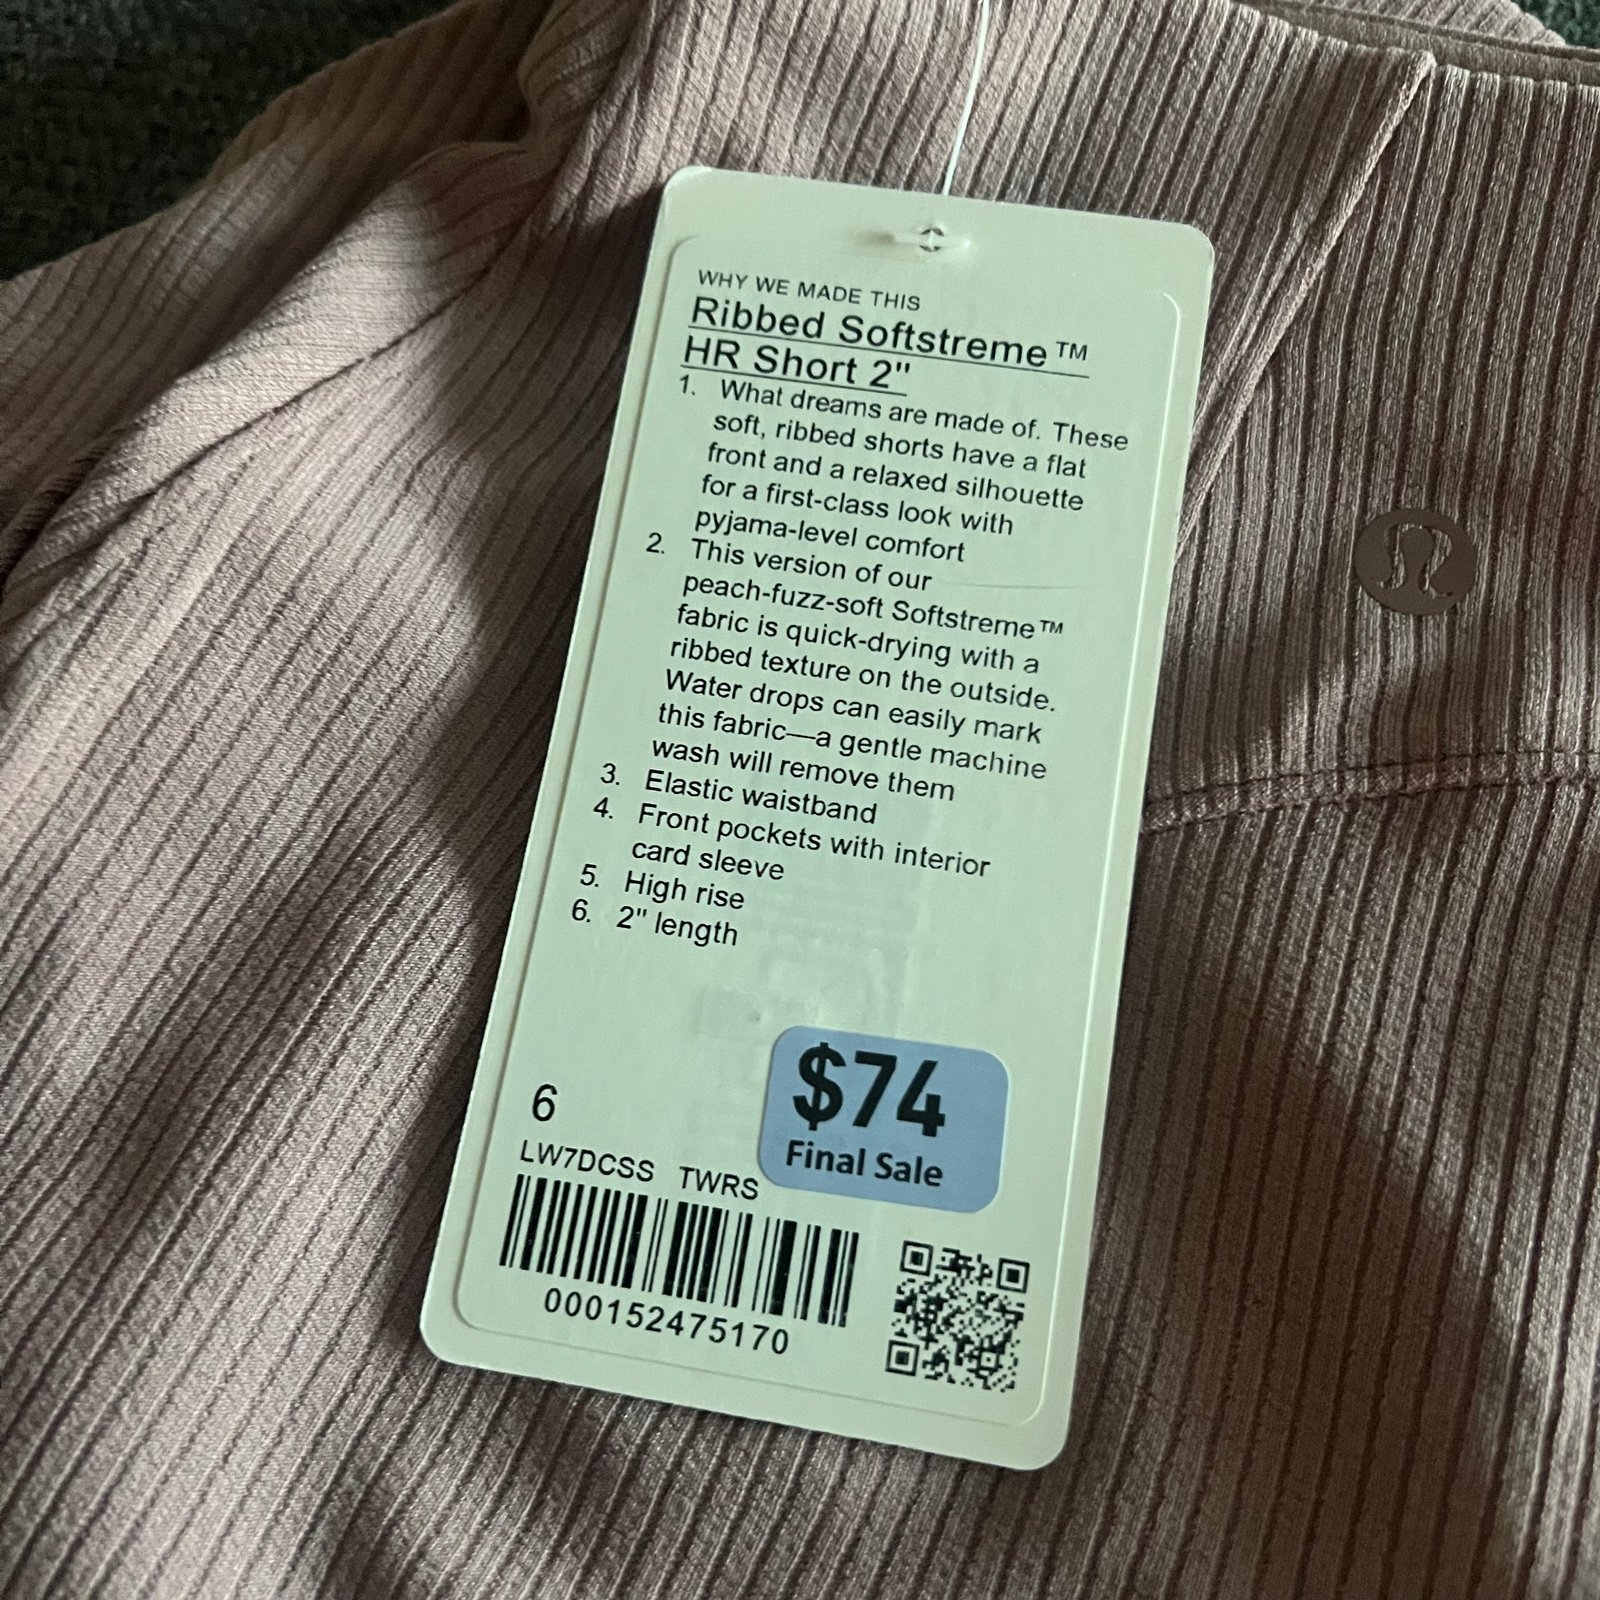 WHY WE MADE THIS
Ribbed Softstreme™
HR Short 2"
1. What dreams are made of. These
soft, ribbed shorts have a flat
front and a relaxed silhouette
for a first-class look with
pyjama-level comfort
2. This version of our
peach-fuzz-soft Softstreme™
fabric is quick-drying with a
ribbed texture on the outside.
Water drops can easily mark
this fabric—a gentle machine
wash will remove them
3. Elastic waistband
4. Front pockets with interior
card sleeve
5. High rise
6. 2" length
$74
Final Sale
6
LW7DCSS TWRS
000152475170